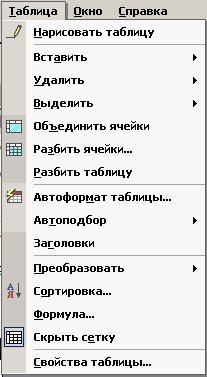 Таблица Окно Справка
Нарисовать таблицу
Вставить
Удалить
Выделить
Объединить ячейки
Разбить ячейки...
Разбить таблицу
Автоформат таблицы...
Автоподбор
Заголовки
Преобразовать
Сортировка...
Формула...
Скрыть сетку
Свойства таблицы...